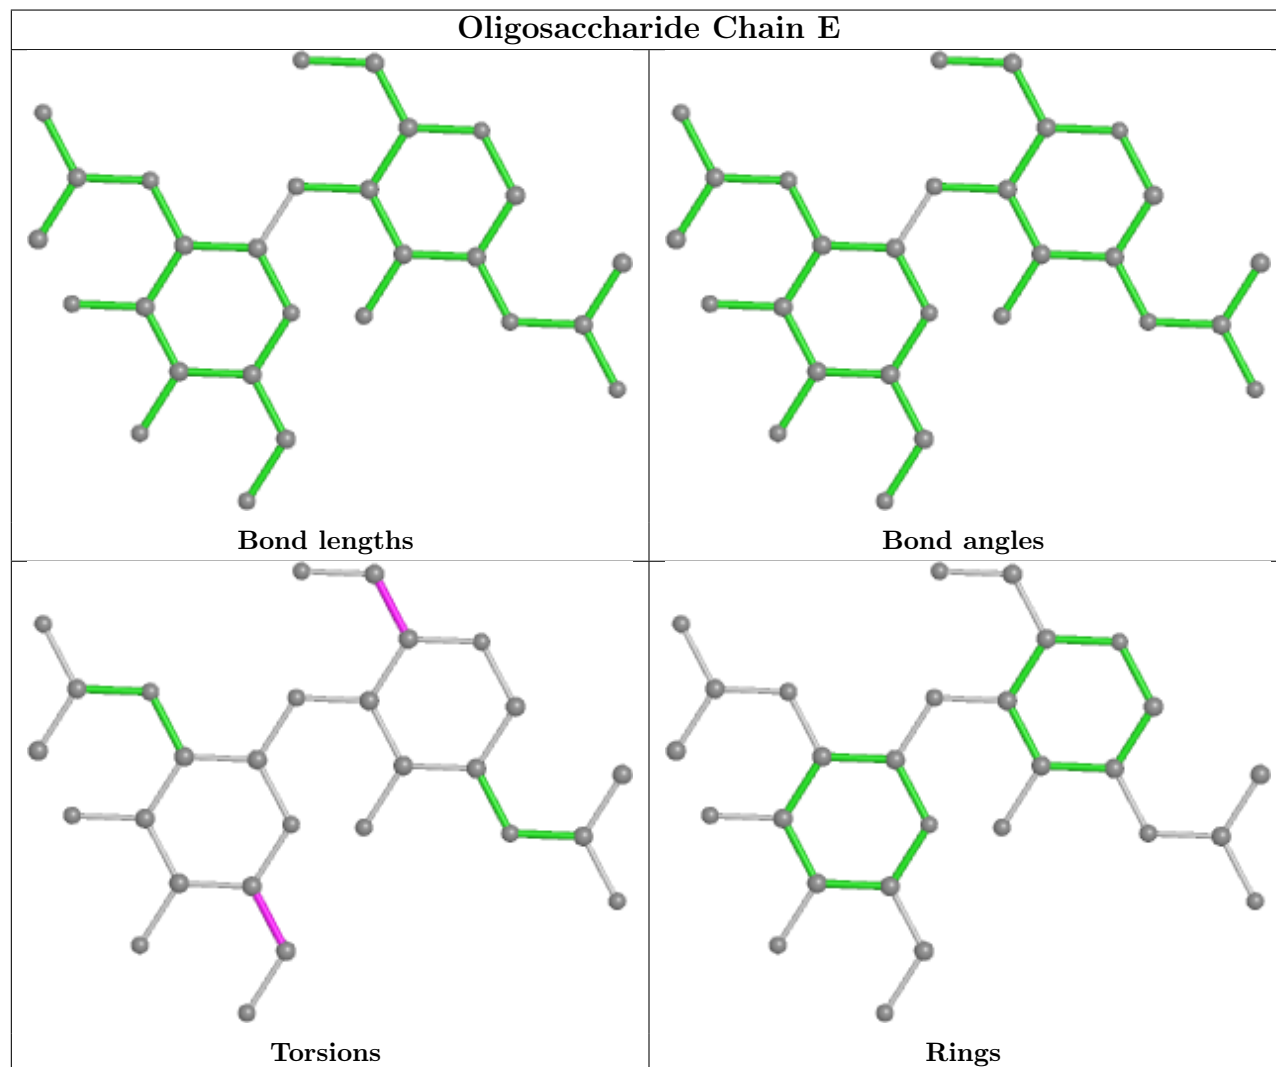 Oligosaccharide Chain E
Bond lengths
Bond angles
Torsions
Rings